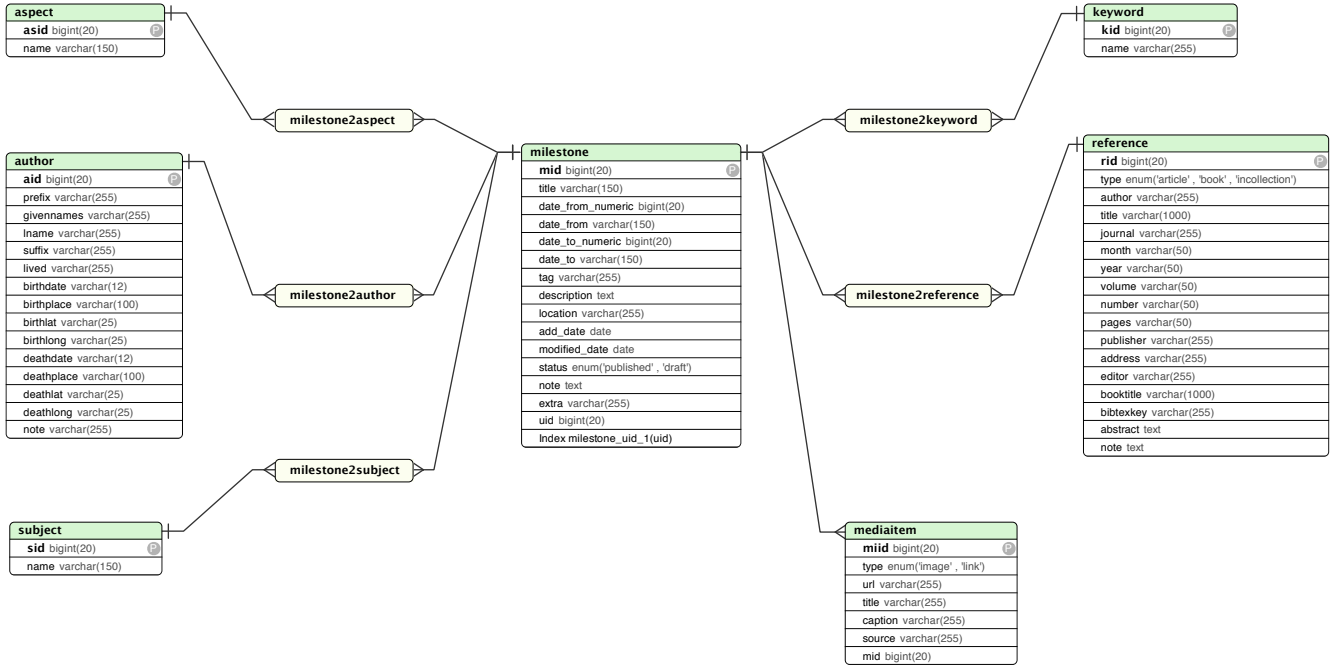 aspect
asid bigint(20) P
name varchar(150)
milestone2aspect
author
aid bigint(20) P
prefix varchar(255)
givennames varchar(255)
lname varchar(255)
suffix varchar(255)
lived varchar(255)
birthdate varchar(12)
birthplace varchar(100)
birthlat varchar(25)
birthlong varchar(25)
deathdate varchar(12)
deathplace varchar(100)
deathlat varchar(25)
deathlong varchar(25)
note varchar(255)
milestone2author
milestone2subject
subject
sid bigint(20) P
name varchar(150)
milestone
mid bigint(20) P
title varchar(150)
date_from_numeric bigint(20)
date_from varchar(150)
date_to_numeric bigint(20)
date_to varchar(150)
tag varchar(255)
description text
location varchar(255)
add_date date
modified_date date
status enum('published' , 'draft')
note text
extra varchar(255)
uid bigint(20)
Index milestone_uid_1(uid)
keyword
kid bigint(20) P
name varchar(255)
milestone2keyword
reference
rid bigint(20) P
type enum('article' , 'book' , 'incollection')
author varchar(255)
title varchar(1000)
journal varchar(255)
month varchar(50)
year varchar(50)
volume varchar(50)
number varchar(50)
pages varchar(50)
publisher varchar(255)
address varchar(255)
editor varchar(255)
booktitle varchar(1000)
bibtexkey varchar(255)
abstract text
note text
milestone2reference
mediaitem
miid bigint(20) P
type enum('image' , 'link')
url varchar(255)
title varchar(255)
caption varchar(255)
source varchar(255)
mid bigint(20)